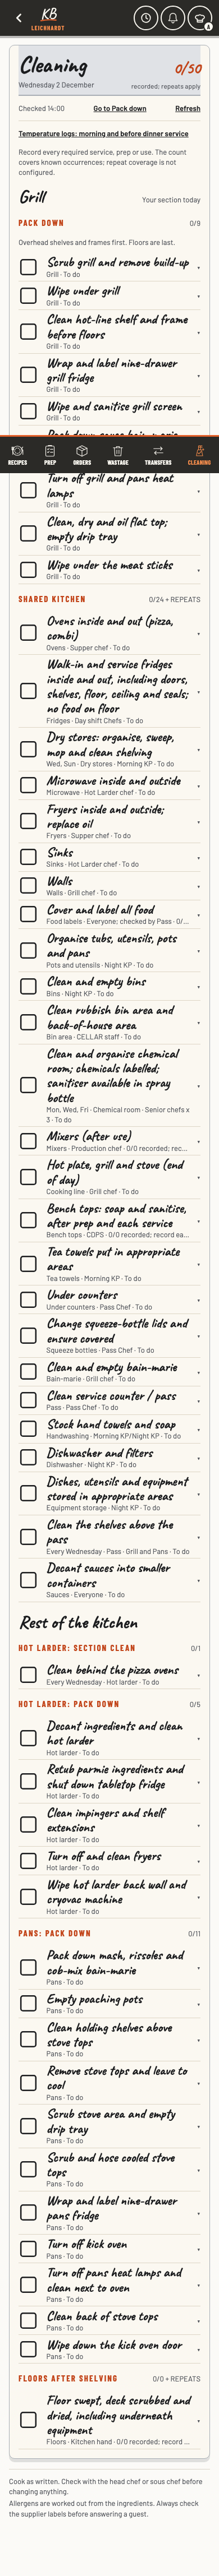 KB
LEICHHARDT
Cleaning
0/50
Wednesday 2 December
recorded; repeats apply
Checked 14:00
Go to Pack down
Refresh
Temperature logs: morning and before dinner service
Record every required service, prep or use. The count
covers known occurrences; repeat coverage is not
configured.
Grill
Your section today
PACK DOWN
0/9
Overhead shelves and frames first. Floors are last.
Scrub grill and remove build-up
Grill · To do
Wipe under grill
Grill · To do
Clean hot-line shelf and frame
before floors
Grill · To do
Wrap and label nine-drawer
grill fridge
Grill · To do
Wipe and sanitise grill screen
Grill · To do
RECIPES
PREP
ORDERS
WASTAGE
TRANSFERS
CLEANING
Turn off grill and pans heat
lamps
Grill · To do
Clean, dry and oil flat top;
empty drip tray
Grill · To do
Wipe under the meat sticks
Grill · To do
SHARED KITCHEN
0/24 + REPEATS
Ovens inside and out (pizza,
combi)
Ovens · Supper chef · To do
Walk-in and service fridges
inside and out, including doors,
shelves, floor, ceiling and seals;
no food on floor
Fridges · Day shift Chefs · To do
Dry stores: organise, sweep,
mop and clean shelving
Wed, Sun · Dry stores · Morning KP · To do
Microwave inside and outside
Microwave · Hot Larder chef · To do
Fryers inside and outside;
replace oil
Fryers · Supper chef · To do
Sinks
Sinks · Hot Larder chef · To do
Walls
Walls · Grill chef · To do
Cover and label all food
Food labels · Everyone; checked by Pass · 0/...
Organise tubs, utensils, pots
and pans
Pots and utensils · Night KP · To do
Clean and empty bins
Bins · Night KP · To do
Clean rubbish bin area and
back-of-house area
Bin area · CELLAR staff · To do
Clean and organise chemical
room; chemicals labelled;
sanitiser available in spray
bottle
Mon, Wed, Fri · Chemical room · Senior chefs x
3 · To do
Mixers (after use)
Mixers · Production chef · 0/0 recorded; rec...
Hot plate, grill and stove (end
of day)
Cooking line · Grill chef · To do
Bench tops: soap and sanitise,
after prep and each service
Bench tops · CDPS · 0/0 recorded; record ea...
Tea towels put in appropriate
areas
Tea towels · Morning KP · To do
Under counters
Under counters · Pass Chef · To do
Change squeeze-bottle lids and
ensure covered
Squeeze bottles · Pass Chef · To do
Clean and empty bain-marie
Bain-marie · Grill chef · To do
Clean service counter / pass
Pass · Pass Chef · To do
Stock hand towels and soap
Handwashing · Morning KP/Night KP · To do
Dishwasher and filters
Dishwasher · Night KP · To do
Dishes, utensils and equipment
stored in appropriate areas
Equipment storage · Night KP · To do
Clean the shelves above the
pass
Every Wednesday · Pass · Grill and Pans · To do
Decant sauces into smaller
containers
Sauces · Everyone · To do
Rest of the kitchen
HOT LARDER: SECTION CLEAN
0/1
Clean behind the pizza ovens
Every Wednesday · Hot larder · To do
HOT LARDER: PACK DOWN
0/5
Decant ingredients and clean
hot larder
Hot larder · To do
Retub parmie ingredients and
shut down tabletop fridge
Hot larder · To do
Clean impingers and shelf
extensions
Hot larder · To do
Turn off and clean fryers
Hot larder · To do
Wipe hot larder back wall and
cryovac machine
Hot larder · To do
PANS: PACK DOWN
0/11
Pack down mash, rissoles and
cob-mix bain-marie
Pans · To do
Empty poaching pots
Pans · To do
Clean holding shelves above
stove tops
Pans · To do
Remove stove tops and leave to
cool
Pans · To do
Scrub stove area and empty
drip tray
Pans · To do
Scrub and hose cooled stove
tops
Pans · To do
Wrap and label nine-drawer
pans fridge
Pans · To do
Turn off kick oven
Pans · To do
Turn off pans heat lamps and
clean next to oven
Pans · To do
Clean back of stove tops
Pans · To do
Wipe down the kick oven door
Pans · To do
FLOORS AFTER SHELVING
0/0 + REPEATS
Floor swept, deck scrubbed and
dried, including underneath
equipment
Floors · Kitchen hand · 0/0 recorded; record ...
Cook as written. Check with the head chef or sous chef before
changing anything.
Allergens are worked out from the ingredients. Always check
the supplier labels before answering a guest.